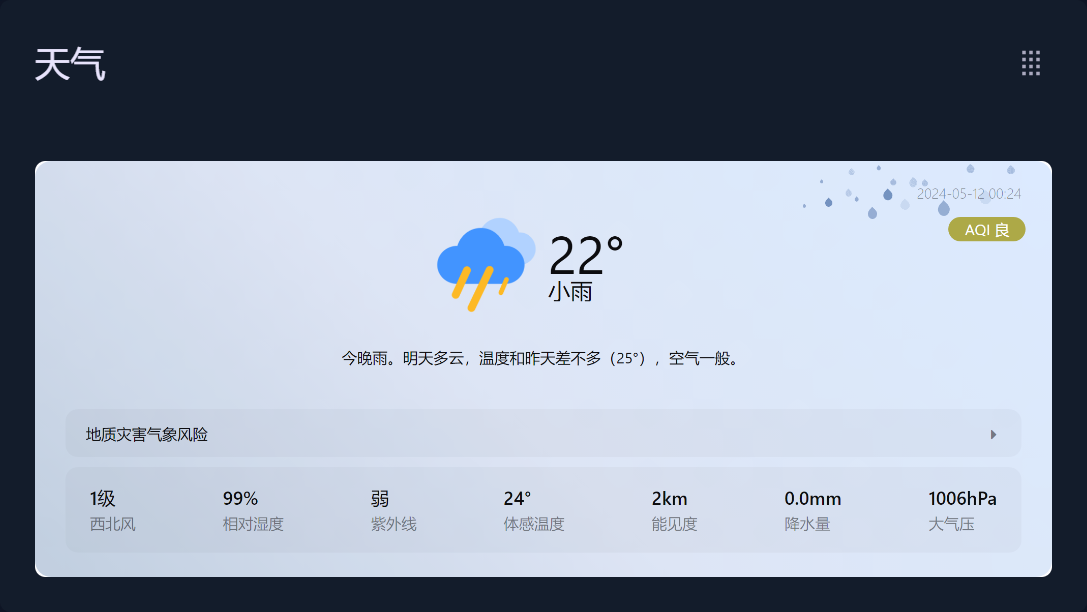 天气
2024-05-12 00:24
AQI 良
22°
小雨
今晚雨。明天多云，温度和昨天差不多（25°），空气一般。
地质灾害气象风险
1级 99% 弱 24° 2km 0.0mm 1006hPa
西北风 相对湿度 紫外线 体感温度 能见度 降水量 大气压